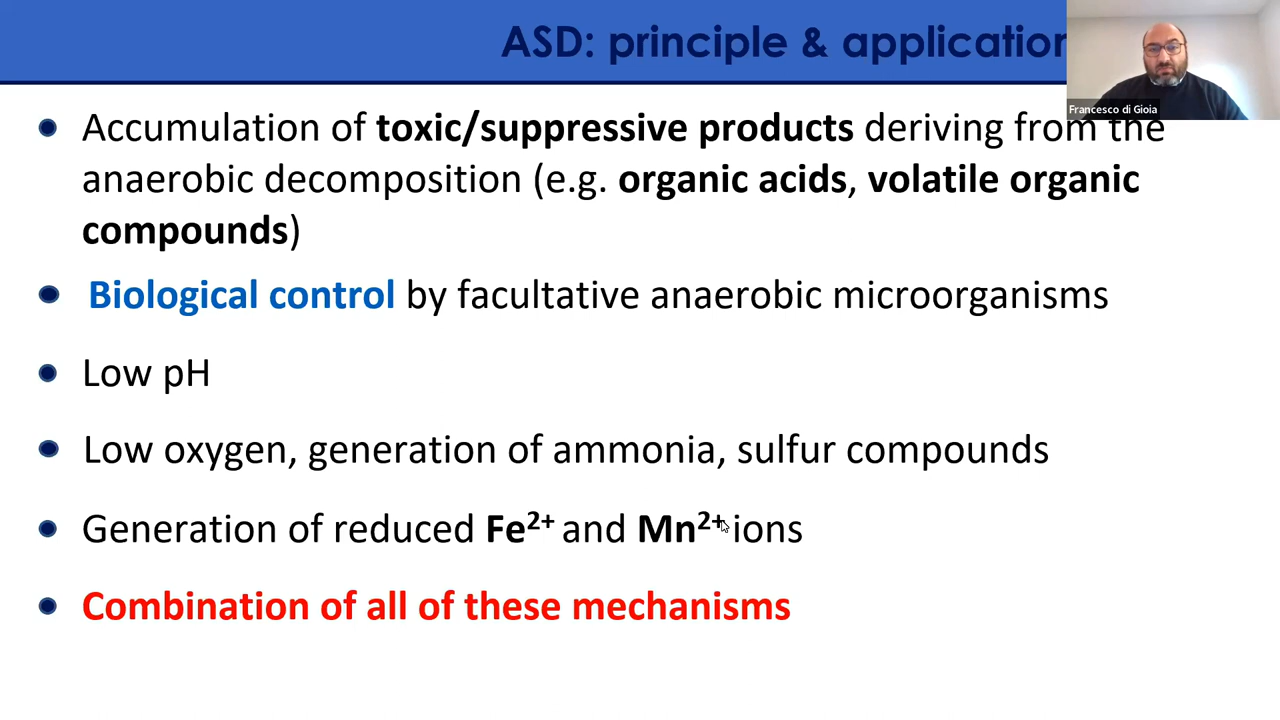 ASD: principle & application
Francesco di Gioia
Accumulation of toxic/suppressive products deriving from the
anaerobic decomposition (e.g. organic acids, volatile organic
compounds)
Biological control by facultative anaerobic microorganisms
Low pH
Low oxygen, generation of ammonia, sulfur compounds
Generation of reduced Fe²⁺ and Mn²⁺ ions
Combination of all of these mechanisms